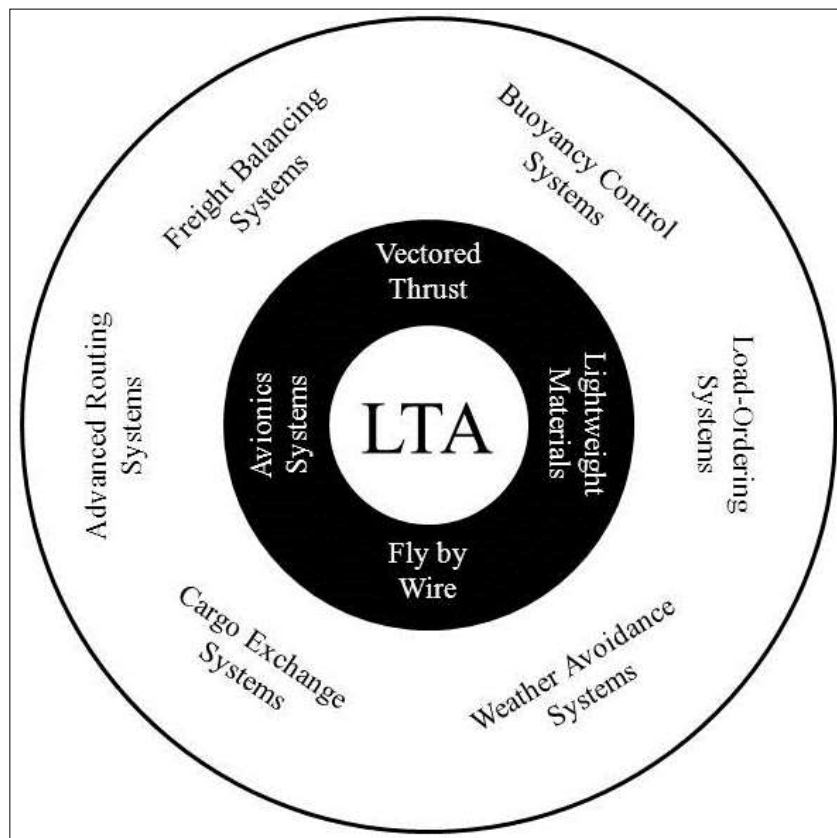 Freight Balancing
Systems
Buoyancy Control
Systems
Vectored
Thrust
Advanced Routing
Systems
Avionics
Systems
LTA
Lightweight
Materials
Load-Ordering
Systems
Fly by
Wire
Cargo Exchange
Systems
Weather Avoidance
Systems